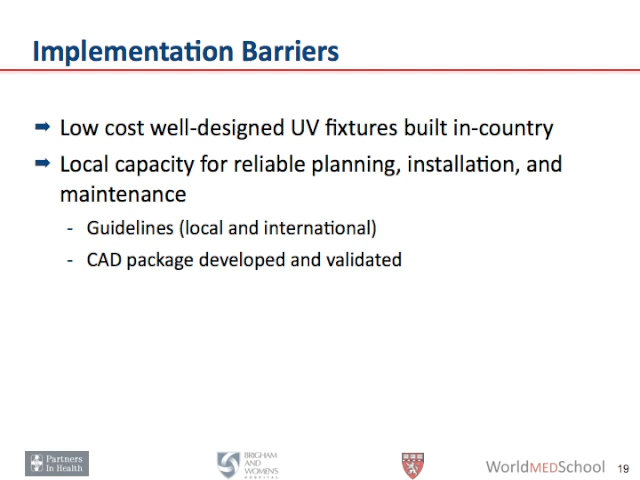 Implementation Barriers
➡ Low cost well-designed UV fixtures built in-country
➡ Local capacity for reliable planning, installation, and
maintenance
- Guidelines (local and international)
- CAD package developed and validated
Partners
In Health
BRIGHAM
AND
WOMEN'S
HOSPITAL
WorldMEDSchool
19